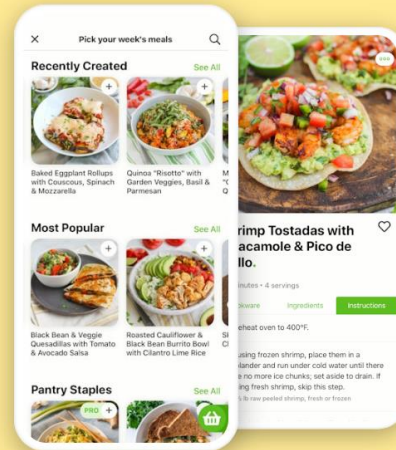 Pick your week's meals
Recently Created
See All
Baked Eggplant Rollups
with Couscous, Spinach
& Mozzarella
Quinoa "Risotto" with
Garden Veggies, Basil &
Parmesan
Most Popular
See All
Black Bean & Veggie
Quesadillas with Tomato
& Avocado Salsa
Roasted Cauliflower &
Black Bean Burrito Bowl
with Cilantro Lime Rice
Pantry Staples
See All
PRO
rimp Tostadas with
acamole & Pico de
llo.
inutes • 4 servings
kware
Ingredients
Instructions
eheat oven to 400°F.
using frozen shrimp, place them in a
lander and run under cold water until there
e no more ice chunks; set aside to drain. If
ing fresh shrimp, skip this step.
lb raw peeled shrimp, fresh or frozen